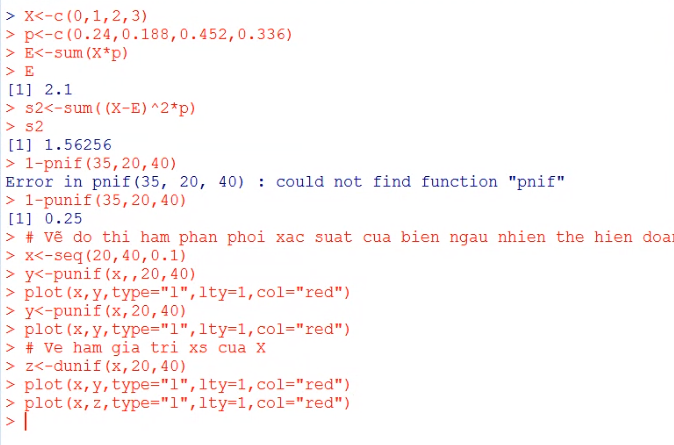 > X<-c(0,1,2,3)
> p<-c(0.24,0.188,0.452,0.336)
> E<-sum(X*p)
> E
[1] 2.1
> s2<-sum((X-E)^2*p)
> s2
[1] 1.56256
> 1-pnif(35,20,40)
Error in pnif(35, 20, 40) : could not find function "pnif"
> 1-punif(35,20,40)
[1] 0.25
> # Vẽ do thi ham phan phoi xac suat cua bien ngau nhien the hien
> x<-seq(20,40,0.1)
> y<-punif(x,,20,40)
> plot(x,y,type="l",lty=1,col="red")
> y<-punif(x,20,40)
> plot(x,y,type="l",lty=1,col="red")
> # Ve ham gia tri xs cua X
> z<-dunif(x,20,40)
> plot(x,y,type="l",lty=1,col="red")
> plot(x,z,type="l",lty=1,col="red")
>